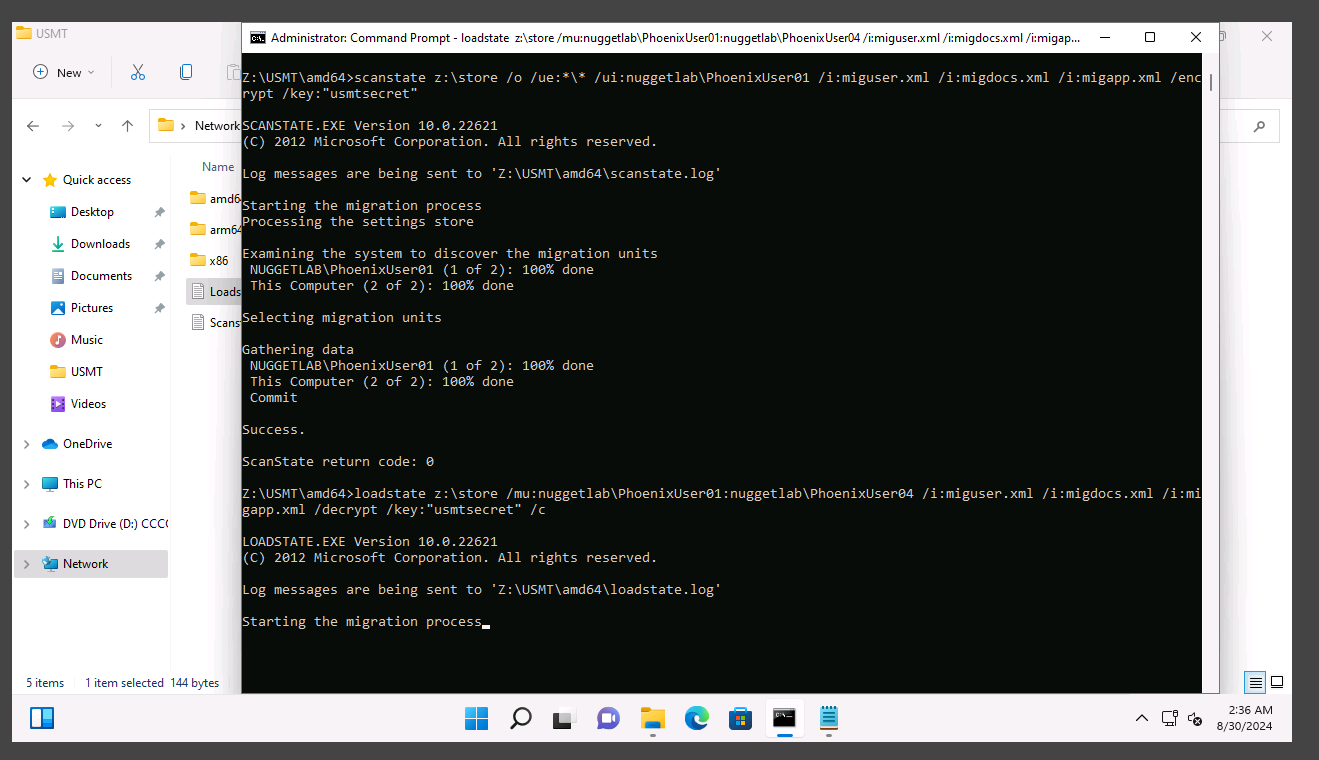 USMT
Administrator: Command Prompt - loadstate z:\store /mu:nuggetlab\PhoenixUser01:nuggetlab\PhoenixUser04 /i:miguser.xml /i:migdocs.xml /i:migap...
New
Network
Name
Quick access
Desktop
Downloads
Documents
Pictures
Music
USMT
Videos
OneDrive
This PC
DVD Drive (D:) CCC
Network
amd6
arm64
x86
Loads
Scans
Z:\USMT\amd64>scanstate z:\store /o /ue:*\* /ui:nuggetlab\PhoenixUser01 /i:miguser.xml /i:migdocs.xml /i:migapp.xml /enc
rypt /key:"usmtsecret"
SCANSTATE.EXE Version 10.0.22621
(C) 2012 Microsoft Corporation. All rights reserved.
Log messages are being sent to 'Z:\USMT\amd64\scanstate.log'
Starting the migration process
Processing the settings store
Examining the system to discover the migration units
NUGGETLAB\PhoenixUser01 (1 of 2): 100% done
This Computer (2 of 2): 100% done
Selecting migration units
Gathering data
NUGGETLAB\PhoenixUser01 (1 of 2): 100% done
This Computer (2 of 2): 100% done
Commit
Success.
ScanState return code: 0
Z:\USMT\amd64>loadstate z:\store /mu:nuggetlab\PhoenixUser01:nuggetlab\PhoenixUser04 /i:miguser.xml /i:migdocs.xml /i:mi
gapp.xml /decrypt /key:"usmtsecret" /c
LOADSTATE.EXE Version 10.0.22621
(C) 2012 Microsoft Corporation. All rights reserved.
Log messages are being sent to 'Z:\USMT\amd64\loadstate.log'
Starting the migration process
5 items 1 item selected 144 bytes
2:36 AM
8/30/2024